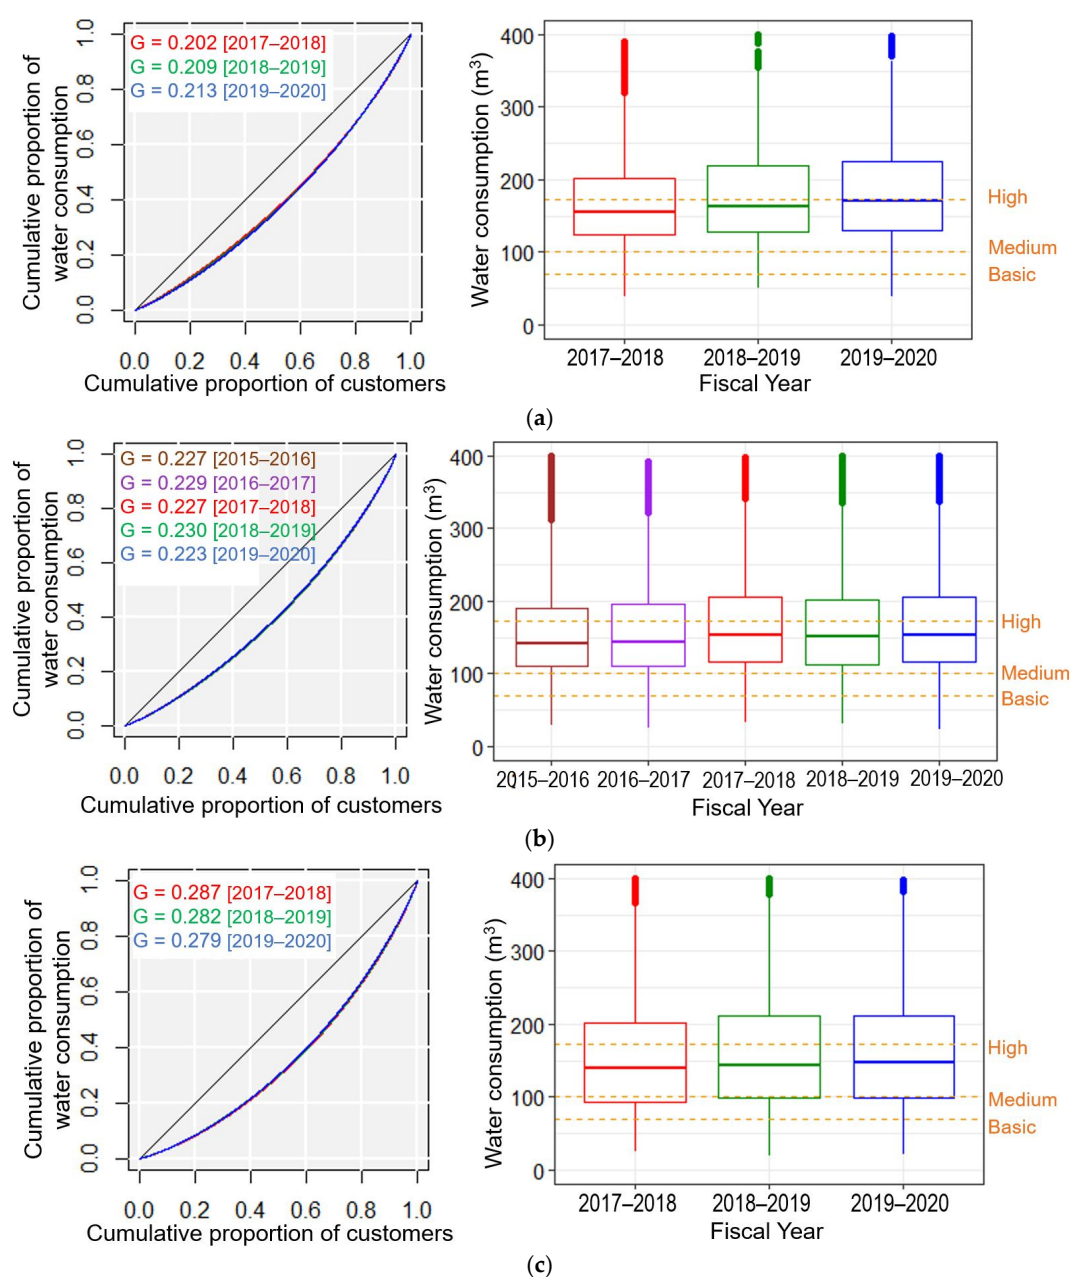 G = 0.202 [2017–2018]
G = 0.209 [2018–2019]
G = 0.213 [2019–2020]
Cumulative proportion of
water consumption
0.0 0.2 0.4 0.6 0.8 1.0
0.0 0.2 0.4 0.6 0.8 1.0
Cumulative proportion of customers
Water consumption (m3)
400
300
200
100
0
High
Medium
Basic
2017–2018 2018–2019 2019–2020
Fiscal Year
(a)
G = 0.227 [2015–2016]
G = 0.229 [2016–2017]
G = 0.227 [2017–2018]
G = 0.230 [2018–2019]
G = 0.223 [2019–2020]
Cumulative proportion of
water consumption
0.0 0.2 0.4 0.6 0.8 1.0
0.0 0.2 0.4 0.6 0.8 1.0
Cumulative proportion of customers
Water consumption (m3)
400
300
200
100
0
High
Medium
Basic
2015–2016 2016–2017 2017–2018 2018–2019 2019–2020
Fiscal Year
(b)
G = 0.287 [2017–2018]
G = 0.282 [2018–2019]
G = 0.279 [2019–2020]
Cumulative proportion of
water consumption
0.0 0.2 0.4 0.6 0.8 1.0
0.0 0.2 0.4 0.6 0.8 1.0
Cumulative proportion of customers
Water consumption (m3)
400
300
200
100
0
High
Medium
Basic
2017–2018 2018–2019 2019–2020
Fiscal Year
(c)